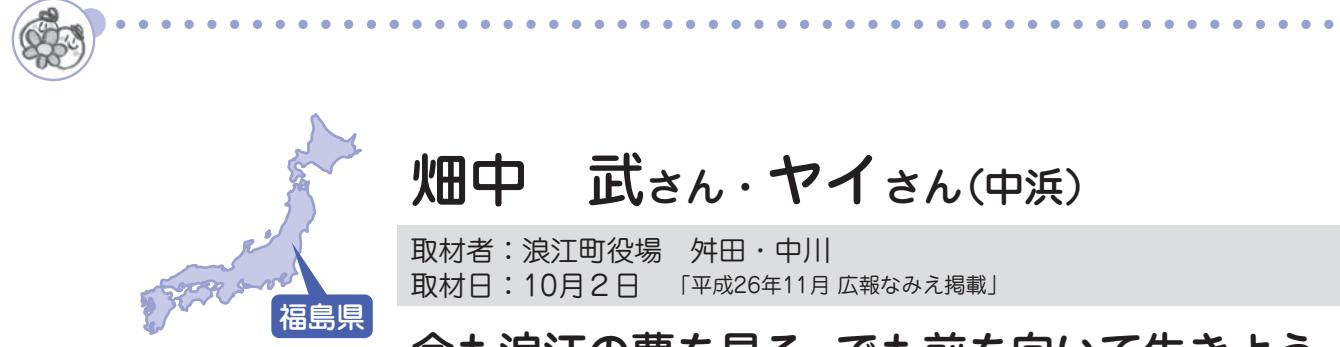 畑中　武さん・ヤイさん（中浜）
取材者：浪江町役場　舛田・中川
取材日：10月２日　「平成26年11月 広報なみえ掲載」
福島県
今も浪江の夢を見る でも前を向いて生きよう